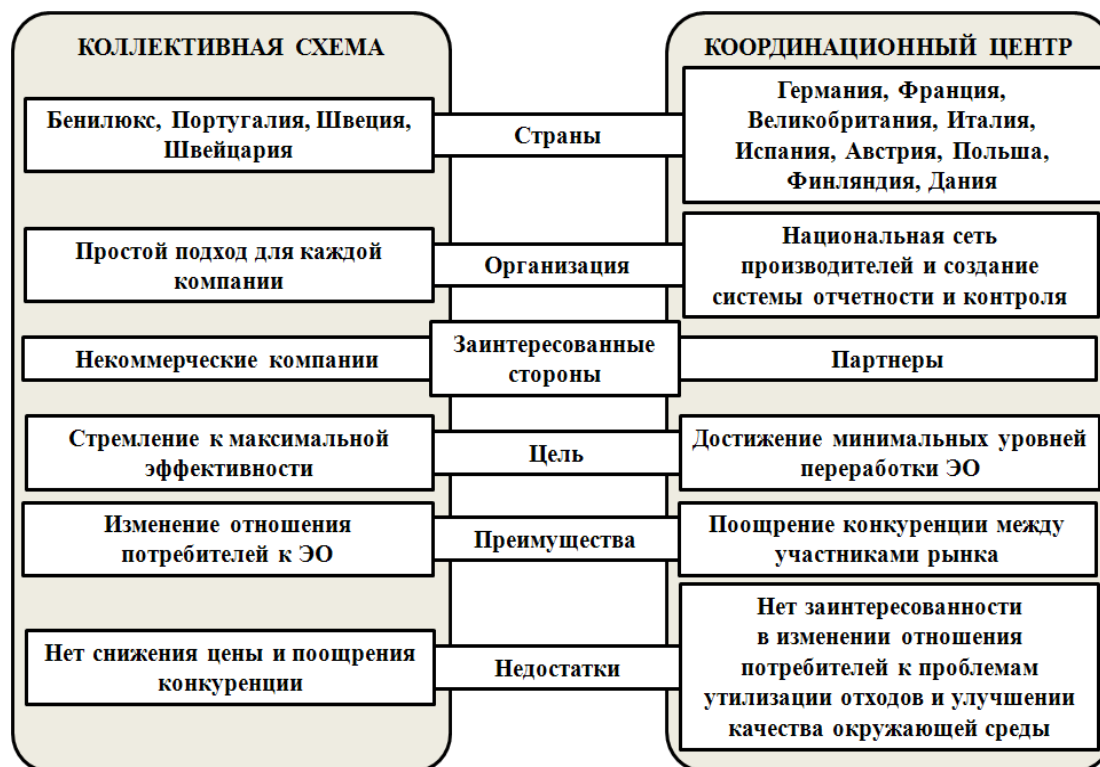 КОЛЛЕКТИВНАЯ СХЕМА
КООРДИНАЦИОННЫЙ ЦЕНТР
Бенилюкс, Португалия, Швеция,
Швейцария
Страны
Германия, Франция,
Великобритания, Италия,
Испания, Австрия, Польша,
Финляндия, Дания
Простой подход для каждой
компании
Организация
Национальная сеть
производителей и создание
системы отчетности и контроля
Некоммерческие компании
Заинтересованные
стороны
Партнеры
Стремление к максимальной
эффективности
Цель
Достижение минимальных уровней
переработки ЭО
Изменение отношения
потребителей к ЭО
Преимущества
Поощрение конкуренции между
участниками рынка
Нет снижения цены и поощрения
конкуренции
Недостатки
Нет заинтересованности
в изменении отношения
потребителей к проблемам
утилизации отходов и улучшении
качества окружающей среды